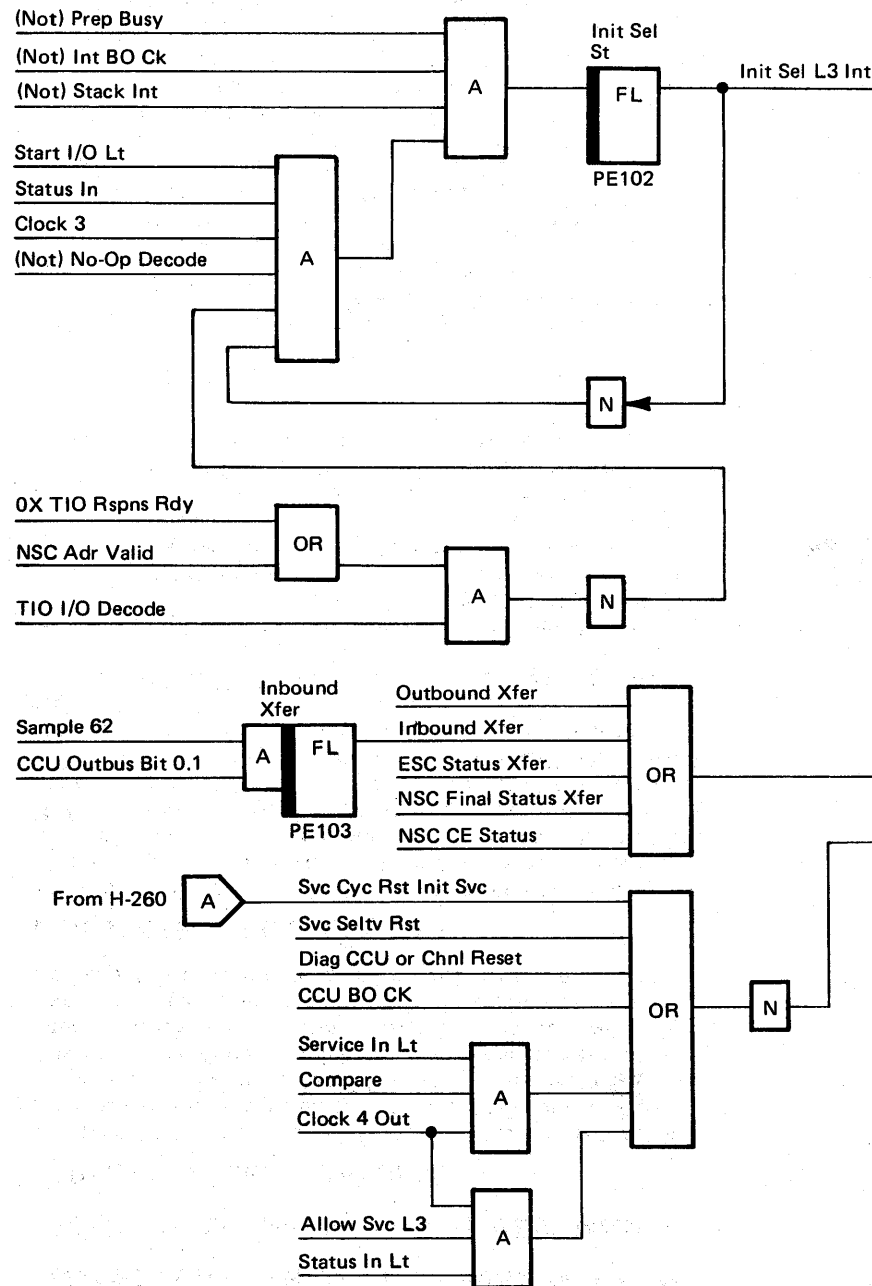 (Not) Prep Busy
(Not) Int BO Ck
(Not) Stack Int
A
Init Sel
St
FL
PE102
Init Sel L3 Int
Start I/O Lt
Status In
Clock 3
(Not) No-Op Decode
A
N
0X TIO Rspns Rdy
NSC Adr Valid
OR
TIO I/O Decode
A
N
Inbound
Xfer
Sample 62
CCU Outbus Bit 0.1
A
FL
PE103
Outbound Xfer
Inbound Xfer
ESC Status Xfer
NSC Final Status Xfer
NSC CE Status
OR
From H-260
A
Svc Cyc Rst Init Svc
Svc Seltv Rst
Diag CCU or Chnl Reset
CCU BO CK
OR
N
Service In Lt
Compare
Clock 4 Out
A
Allow Svc L3
Status In Lt
A